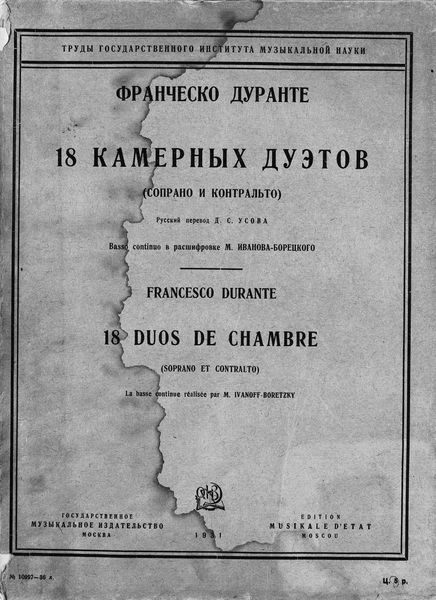 ТРУДЫ ГОСУДАРСТВЕННОГО ИНСТИТУТА МУЗЫКАЛЬНОЙ НАУКИ
ФРАНЧЕСКО ДУРАНТЕ
18 КАМЕРНЫХ ДУЭТОВ
(СОПРАНО И КОНТРАЛЬТО)
Русский перевод Д. С. УСОВА
Basso continuo в расшифровке М. ИВАНОВА-БОРЕЦКОГО
FRANCESCO DURANTE
18 DUOS DE CHAMBRE
(SOPRANO ET CONTRALTO)
La basse continue réalisée par M. IVANOFF-BORETZKY
ГОСУДАРСТВЕННОЕ
МУЗЫКАЛЬНОЕ ИЗДАТЕЛЬСТВО
МОСКВА
1931
EDITION
MUSIKALE D'ETAT
MOSCOU
Ц. 8 р.